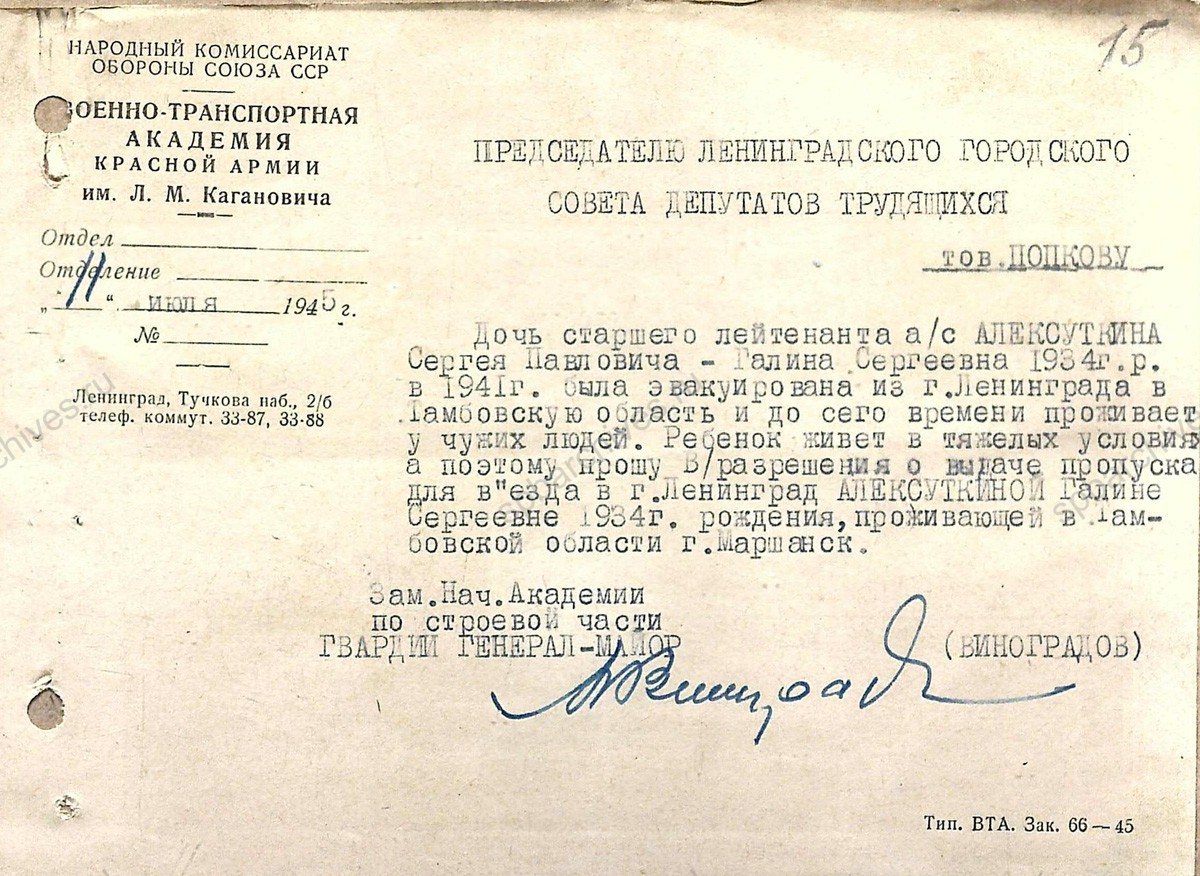 15
НАРОДНЫЙ КОМИССАРИАТ
ОБОРОНЫ СОЮЗА ССР
ВОЕННО-ТРАНСПОРТНАЯ
АКАДЕМИЯ
КРАСНОЙ АРМИИ
им. Л. М. Кагановича
Отдел
Отделение
„11“ июля 1945 г.
№
Ленинград, Тучкова наб., 2/б
телеф. коммут. 33-87, 33-88
ПРЕДСЕДАТЕЛЮ ЛЕНИНГРАДСКОГО ГОРОДСКОГО
СОВЕТА ДЕПУТАТОВ ТРУДЯЩИХСЯ
тов.ПОПКОВУ
Дочь старшего лейтенанта а/с АЛЕКСУТКИНА
Сергея Павловича - Галина Сергеевна 1934г.р.
в 1941г. была эвакуирована из г.Ленинграда в
Тамбовскую область и до сего времени проживает
у чужих людей. Ребенок живет в тяжелых условиях
а поэтому прошу В/разрешения о выдаче пропуска
для в"езда в г.Ленинград АЛЕКСУТКИНОЙ Галине
Сергеевне 1934г. рождения,проживающей в Там-
бовской области г.Маршанск.
Зам.Нач.Академии
по строевой части
ГВАРДИИ ГЕНЕРАЛ-МАЙОР (ВИНОГРАДОВ)
Тип. ВТА. Зак. 66—45